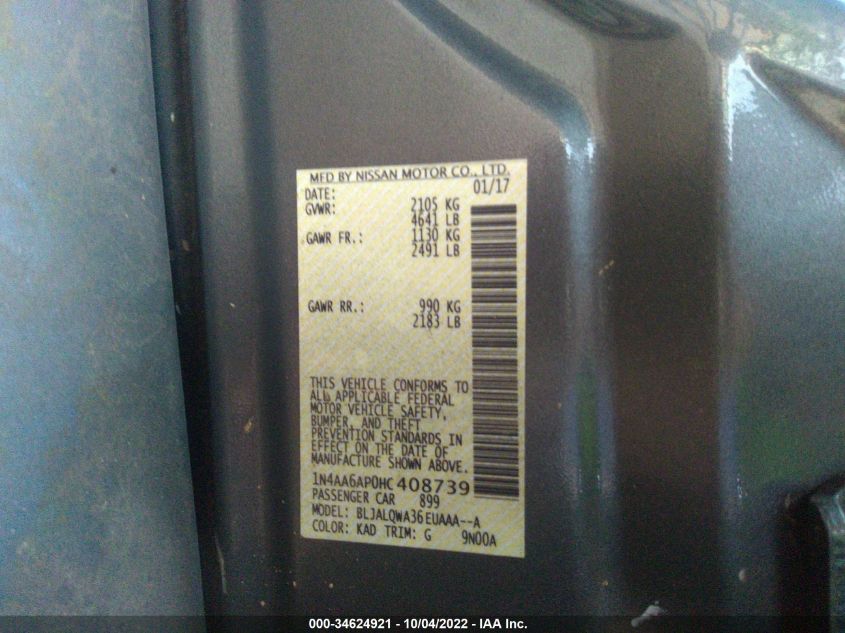 MFD BY NISSAN MOTOR CO., LTD.
DATE: 01/17
GVWR: 2105 KG
4641 LB
GAWR FR.: 1130 KG
2491 LB
GAWR RR.: 990 KG
2183 LB
THIS VEHICLE CONFORMS TO
ALL APPLICABLE FEDERAL
MOTOR VEHICLE SAFETY,
BUMPER, AND THEFT
PREVENTION STANDARDS IN
EFFECT ON THE DATE OF
MANUFACTURE SHOWN ABOVE.
1N4AA6AP0HC408739
PASSENGER CAR 899
MODEL: BLJALQWA36EUAAA--A
COLOR: KAD TRIM: G 9N00A
000-34624921 - 10/04/2022 - IAA Inc.